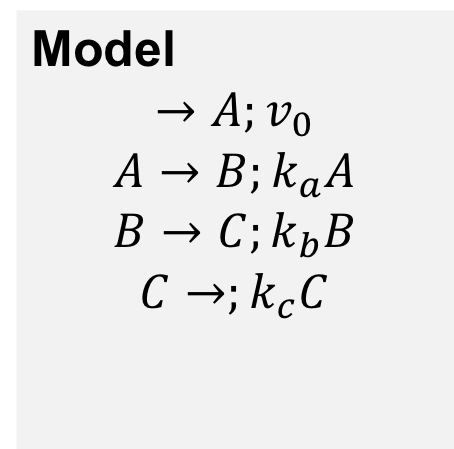 Model
→ A; v₀
A → B; kₐA
B → C; k_bB
C →; k_cC